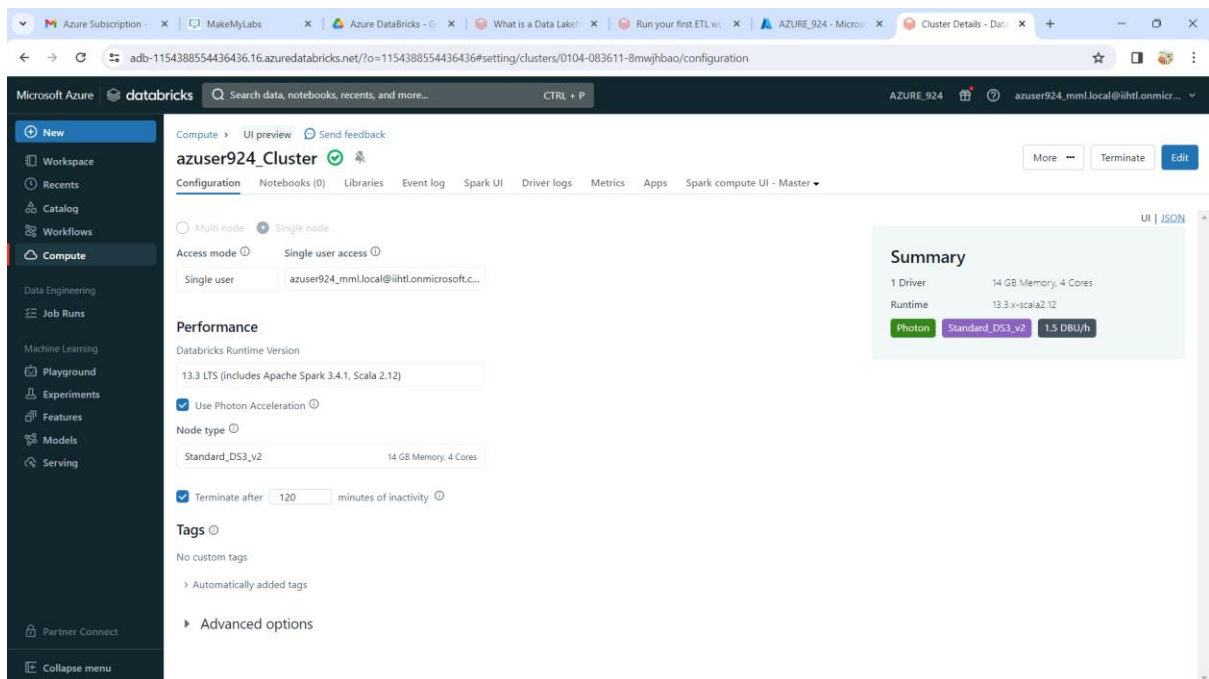 Azure Subscription -
MakeMyLabs
Azure DataBricks - G
What is a Data Lakeh
Run your first ETL wo
AZURE_924 - Micros
Cluster Details - Data
adb-1154388554436436.16.azuredatabricks.net/?o=1154388554436436#setting/clusters/0104-083611-8mwjhbao/configuration
Microsoft Azure
databricks
Search data, notebooks, recents, and more...
CTRL + P
AZURE_924
azuser924_mml.local@iihtl.onmicr...
New
Workspace
Recents
Catalog
Workflows
Compute
Data Engineering
Job Runs
Machine Learning
Playground
Experiments
Features
Models
Serving
Partner Connect
Collapse menu
Compute > UI preview Send feedback
azuser924_Cluster
More ···
Terminate
Edit
Configuration Notebooks (0) Libraries Event log Spark UI Driver logs Metrics Apps Spark compute UI - Master
UI | JSON
Multi node Single node
Access mode Single user access
Single user azuser924_mml.local@iihtl.onmicrosoft.c...
Performance
Databricks Runtime Version
13.3 LTS (includes Apache Spark 3.4.1, Scala 2.12)
Use Photon Acceleration
Node type
Standard_DS3_v2 14 GB Memory, 4 Cores
Terminate after 120 minutes of inactivity
Tags
No custom tags
> Automatically added tags
Advanced options
Summary
1 Driver 14 GB Memory, 4 Cores
Runtime 13.3.x-scala2.12
Photon Standard_DS3_v2 1.5 DBU/h